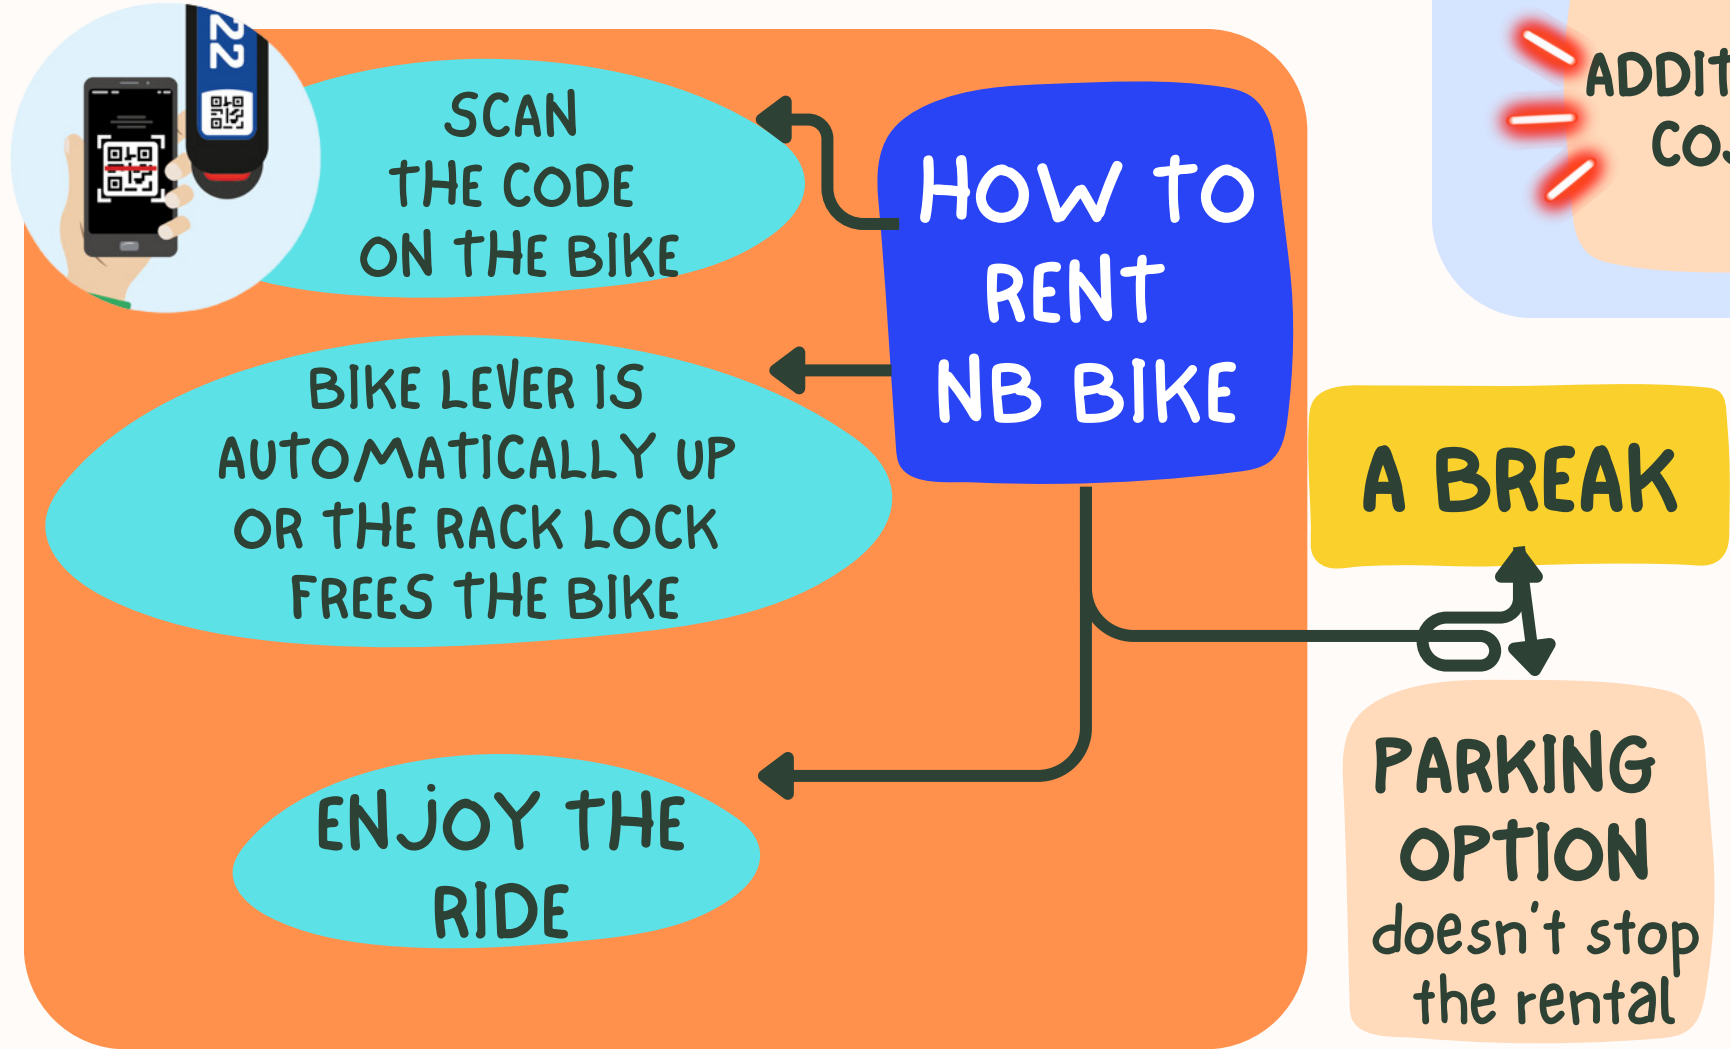 22
SCAN
THE CODE
ON THE BIKE
HOW TO
RENT
NB BIKE
BIKE LEVER IS
AUTOMATICALLY UP
OR THE RACK LOCK
FREES THE BIKE
ENJOY THE
RIDE
A BREAK
PARKING
OPTION
doesn't stop
the rental